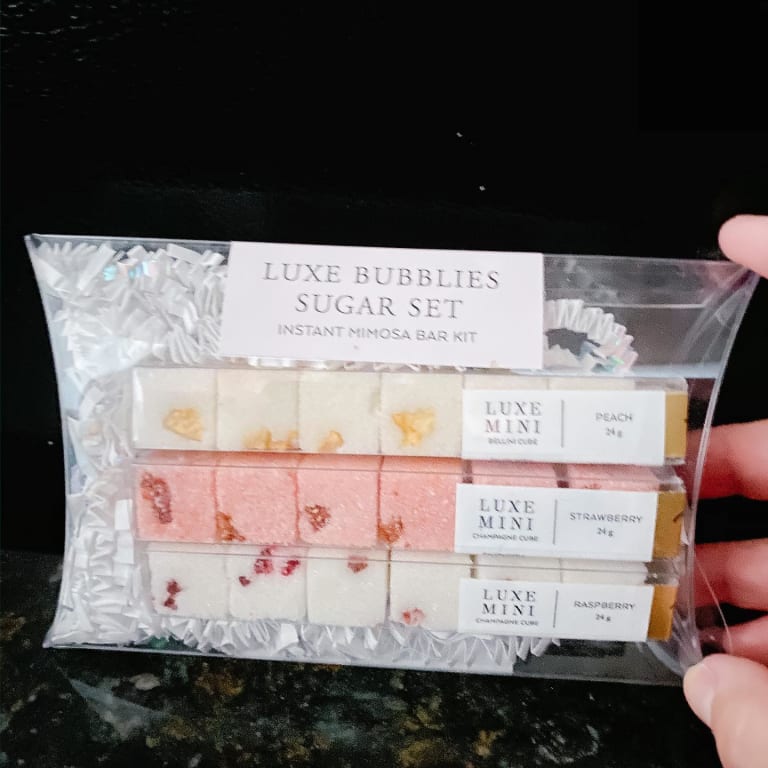 LUXE BUBBLIES
SUGAR SET
INSTANT MIMOSA BAR KIT
LUXE
MINI
BELLINI CUBE
PEACH
24 g
LUXE
MINI
CHAMPAGNE CUBE
STRAWBERRY
24 g
LUXE
MINI
CHAMPAGNE CUBE
RASPBERRY
24 g